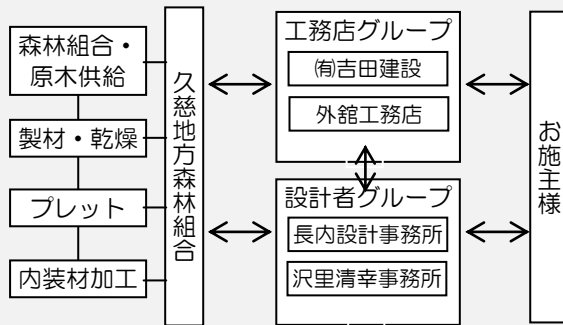 森林組合・
原木供給
製材・乾燥
プレット
内装材加工
久慈地方森林組合
工務店グループ
㈲吉田建設
外舘工務店
設計者グループ
長内設計事務所
沢里清幸事務所
お施主様